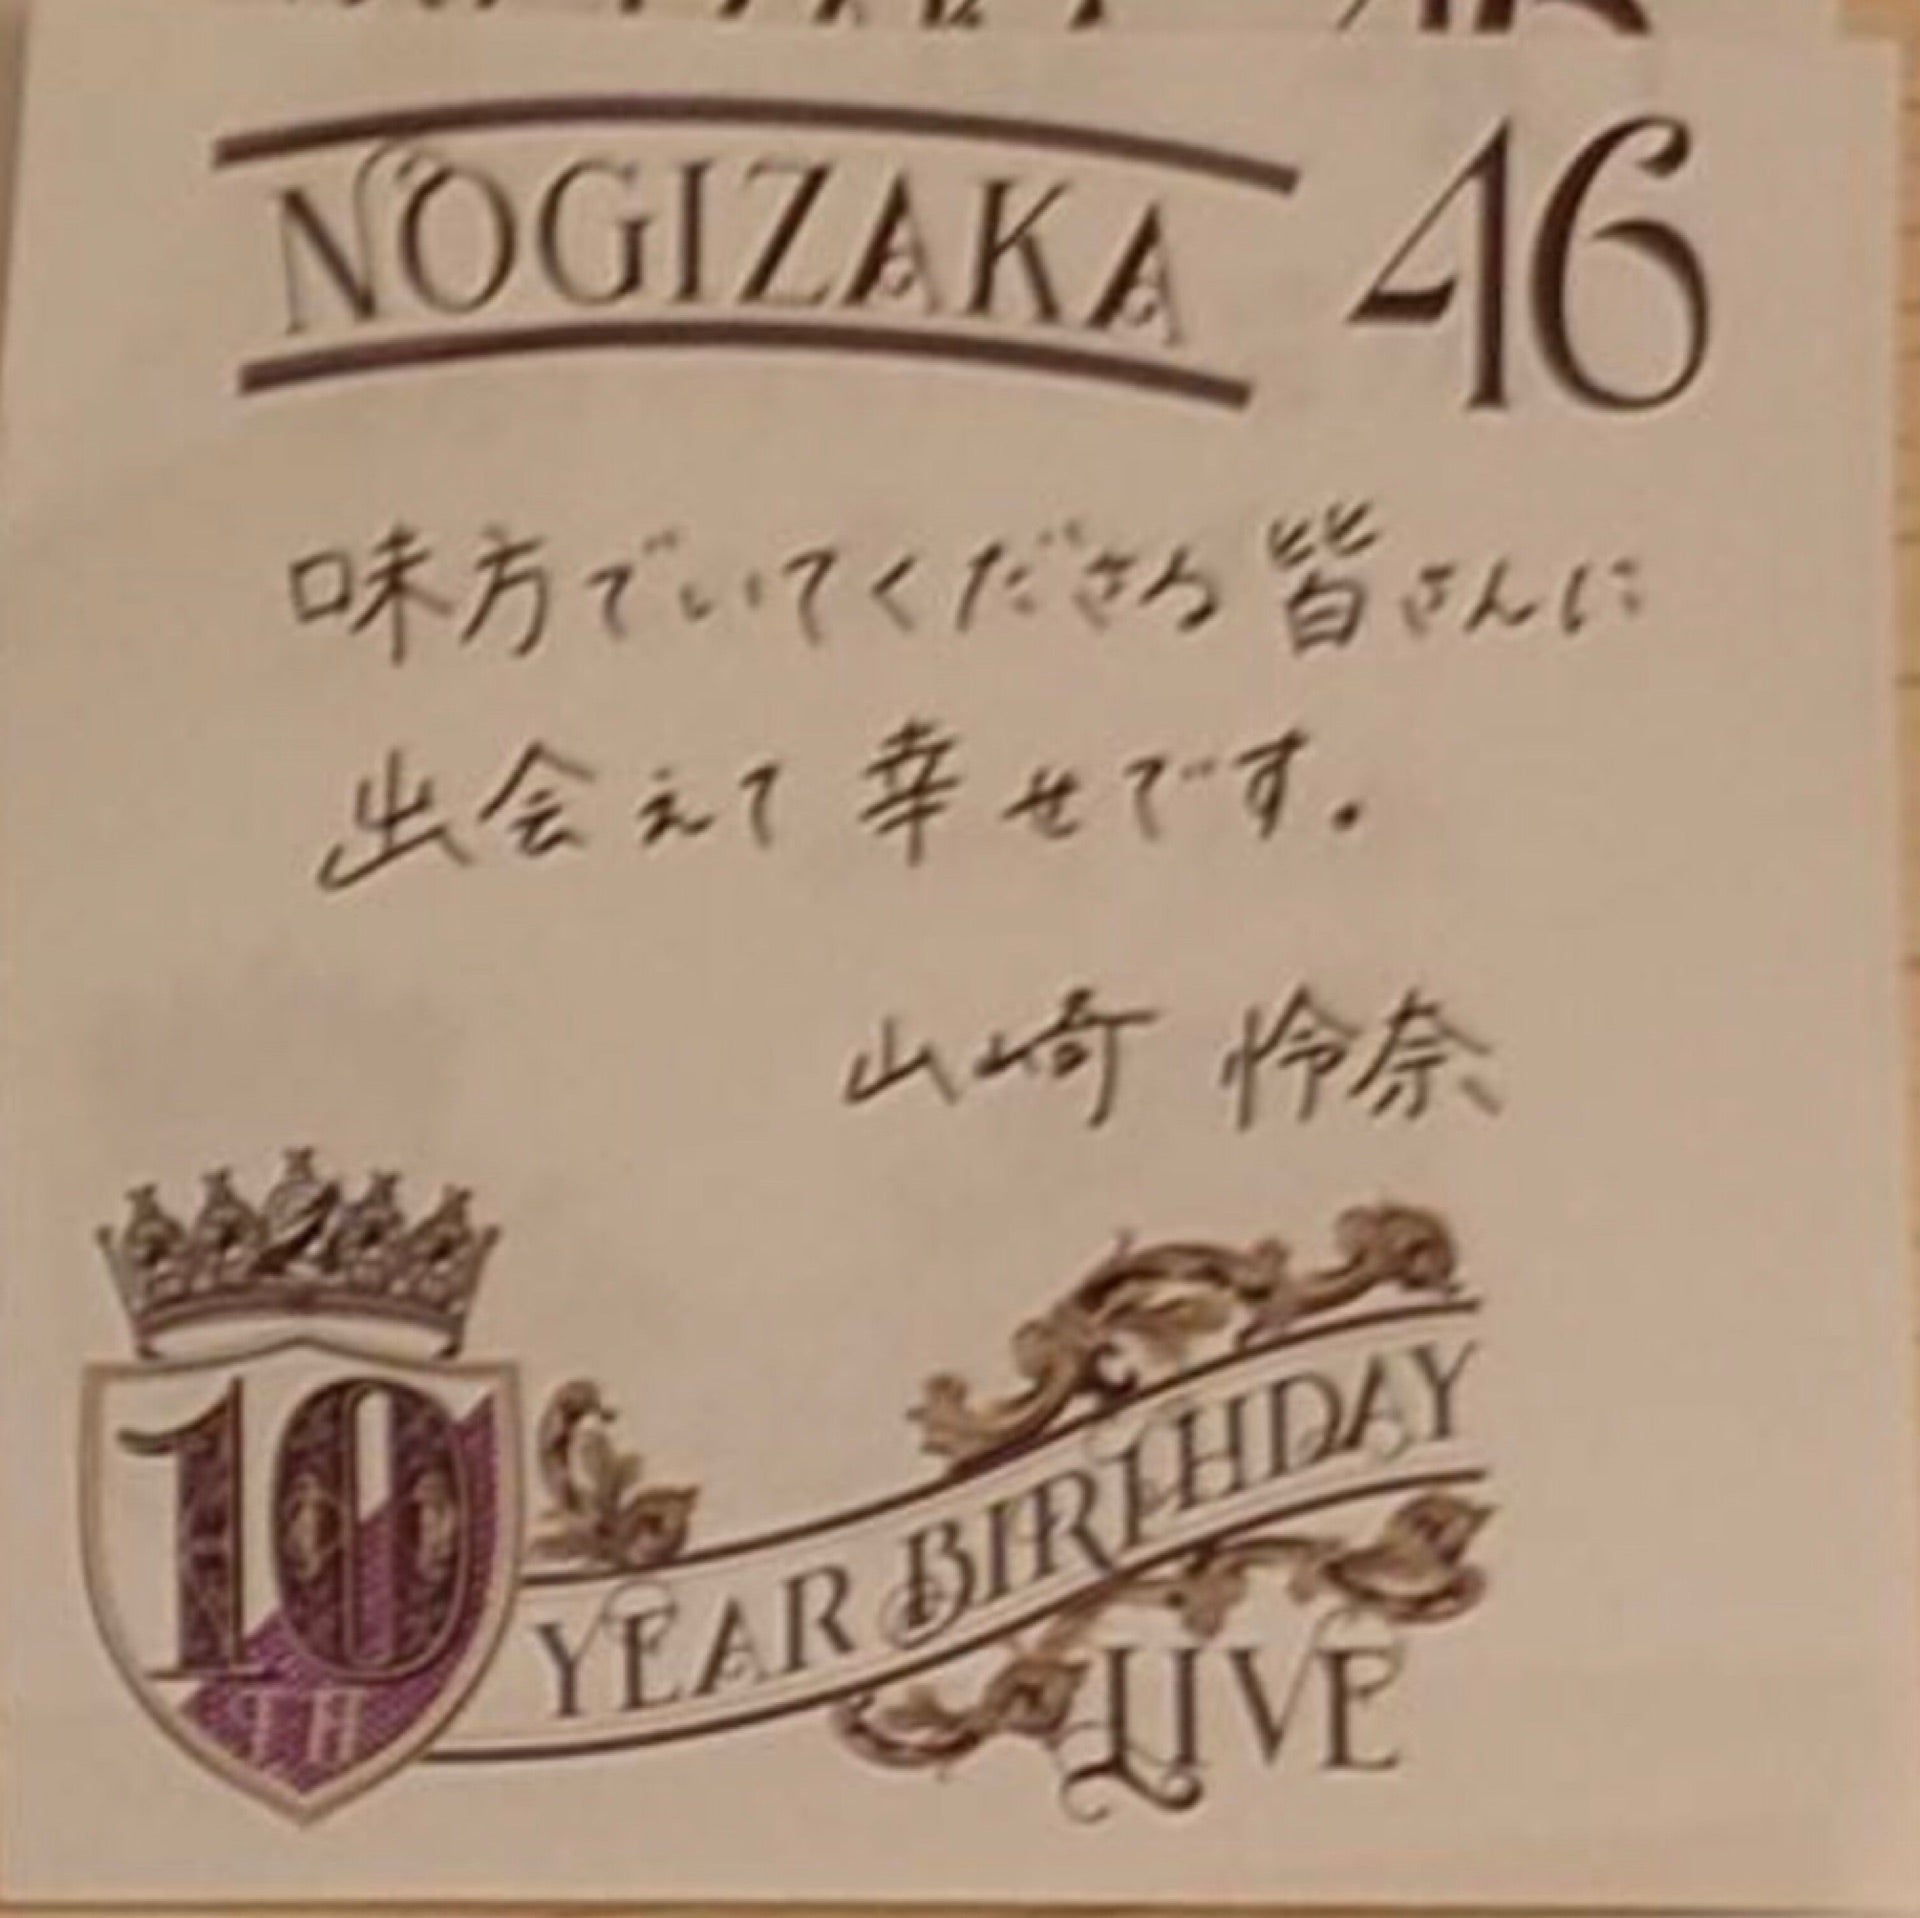 NOGIZAKA 46
味方でいてくださる皆さんに
出会えて幸せです.
山崎 怜奈
10
TH
YEAR BIRTHDAY
LIVE